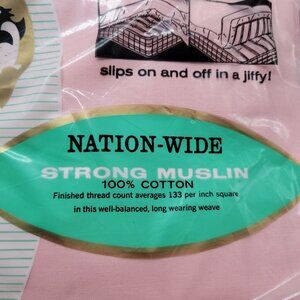 slips on and off in a jiffy!
NATION-WIDE
STRONG MUSLIN
100% COTTON
Finished thread count averages 133 per inch square
in this well-balanced, long wearing weave